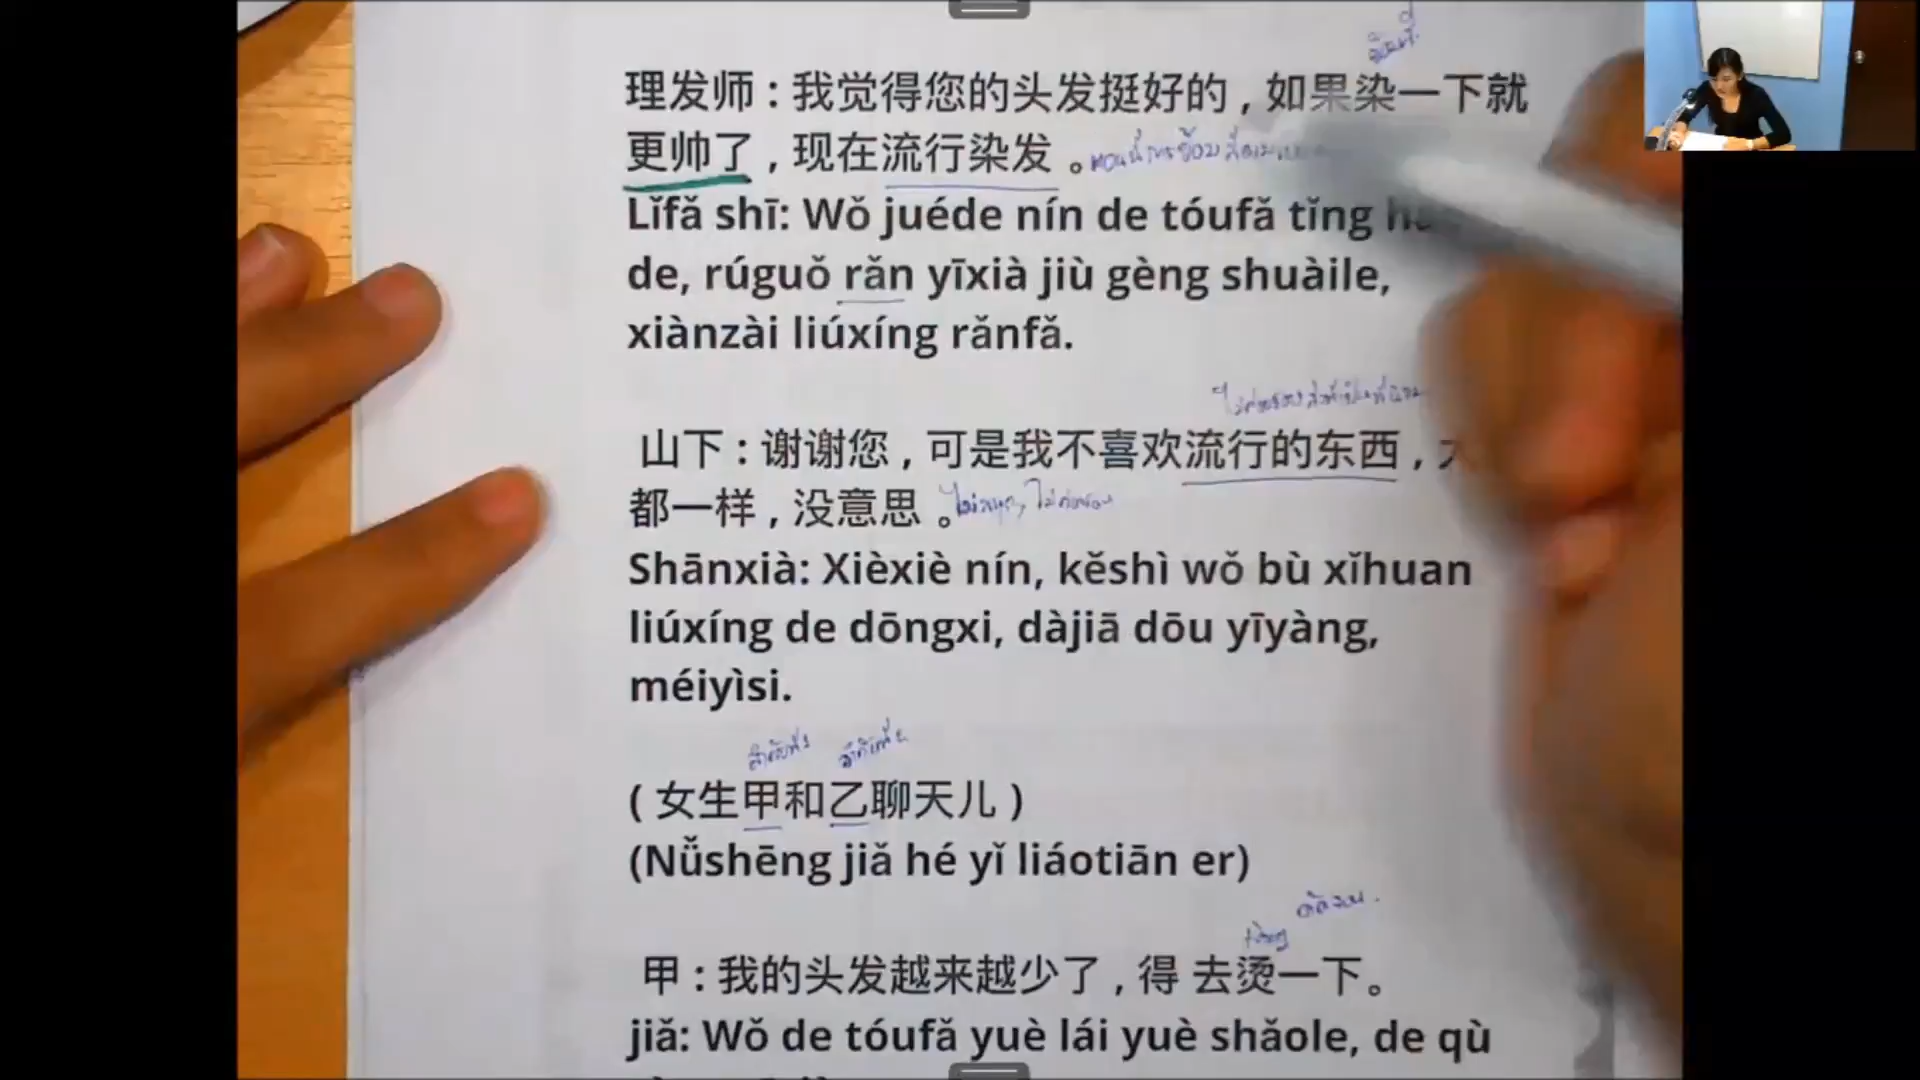 理发师：我觉得您的头发挺好的，如果染一下就
更帅了，现在流行染发。
Lǐfǎ shī: Wǒ juéde nín de tóufǎ tǐng
de, rúguǒ rǎn yīxià jiù gèng shuàile,
xiànzài liúxíng rǎnfǎ.
山下：谢谢您，可是我不喜欢流行的东西，
都一样，没意思。
Shānxià: Xièxiè nín, kěshì wǒ bù xǐhuan
liúxíng de dōngxi, dàjiā dōu yīyàng,
méiyìsi.
（女生甲和乙聊天儿）
(Nǚshēng jiǎ hé yǐ liáotiān er)
tàng
甲：我的头发越来越少了，得 去烫一下。
jiǎ: Wǒ de tóufǎ yuè lái yuè shǎole, de qù